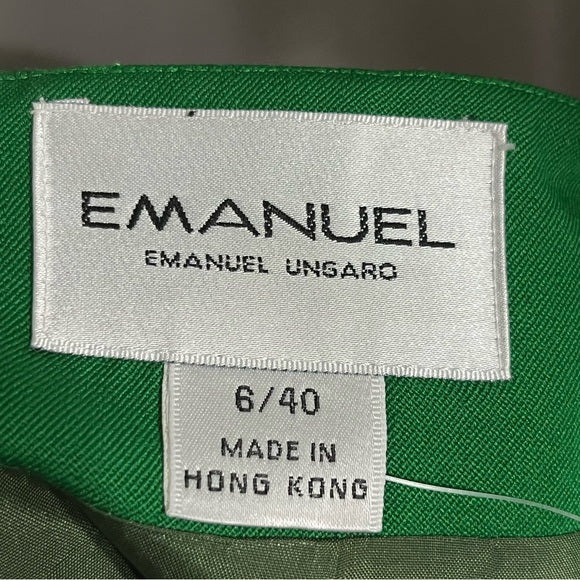 EMANUEL
EMANUEL UNGARO
6/40
MADE IN
HONG KONG